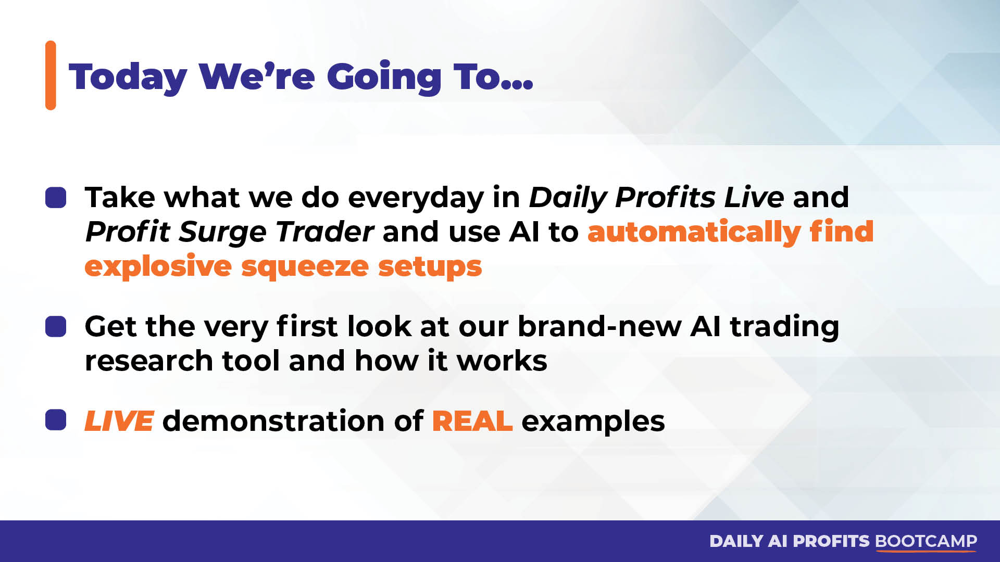 Today We’re Going To...
Take what we do everyday in Daily Profits Live and
Profit Surge Trader and use AI to automatically find
explosive squeeze setups
Get the very first look at our brand-new AI trading
research tool and how it works
LIVE demonstration of REAL examples
DAILY AI PROFITS BOOTCAMP